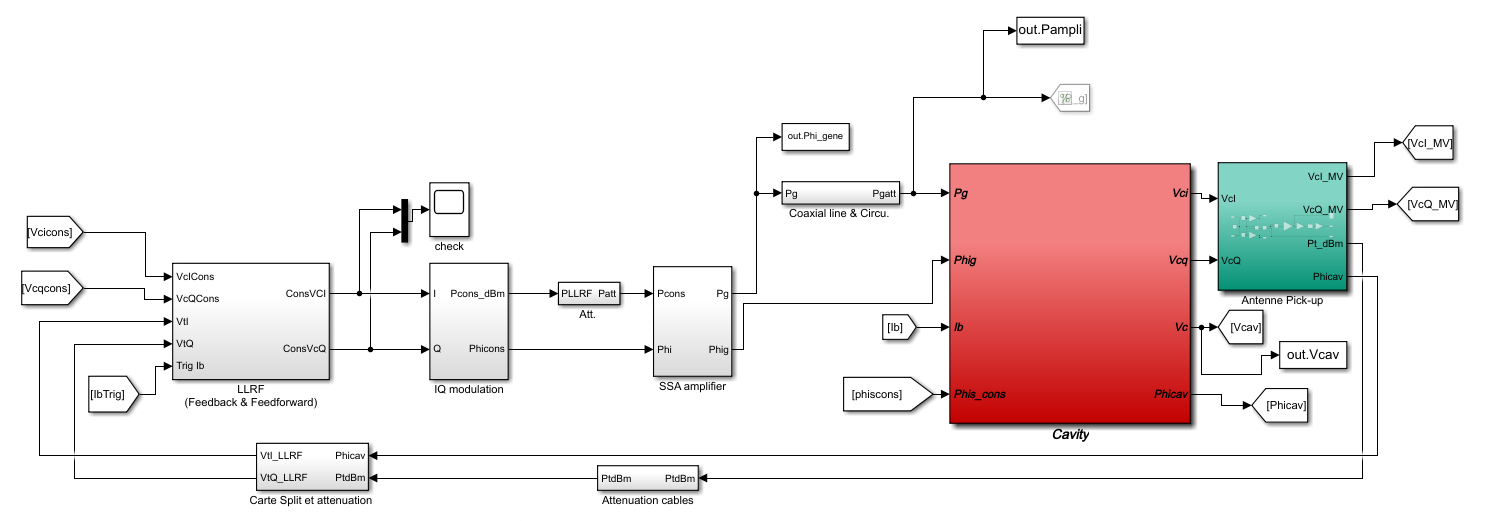 out.Pampli
_g]
out.Phi_gene
[VcI_MV]
[VcQ_MV]
Pg Pgatt
Coaxial line & Circu.
check
[Vcicons]
[Vcqcons]
[IbTrig]
VcICons
VcQCons
VtI
VtQ
Trig Ib
ConsVCI
ConsVcQ
LLRF
(Feedback & Feedforward)
I
Q
Pcons_dBm
Phicons
IQ modulation
PLLRF Patt
Att.
Pcons
Phi
Pg
Phig
SSA amplifier
[Ib]
[phiscons]
Pg
Phig
Ib
Phis_cons
Vci
Vcq
Vc
Phicav
Cavity
VcI
VcQ
VcI_MV
VcQ_MV
Pt_dBm
Phicav
Antenne Pick-up
[Vcav]
out.Vcav
[Phicav]
VtI_LLRF Phicav
VtQ_LLRF PtdBm
Carte Split et attenuation
PtdBm PtdBm
Attenuation cables